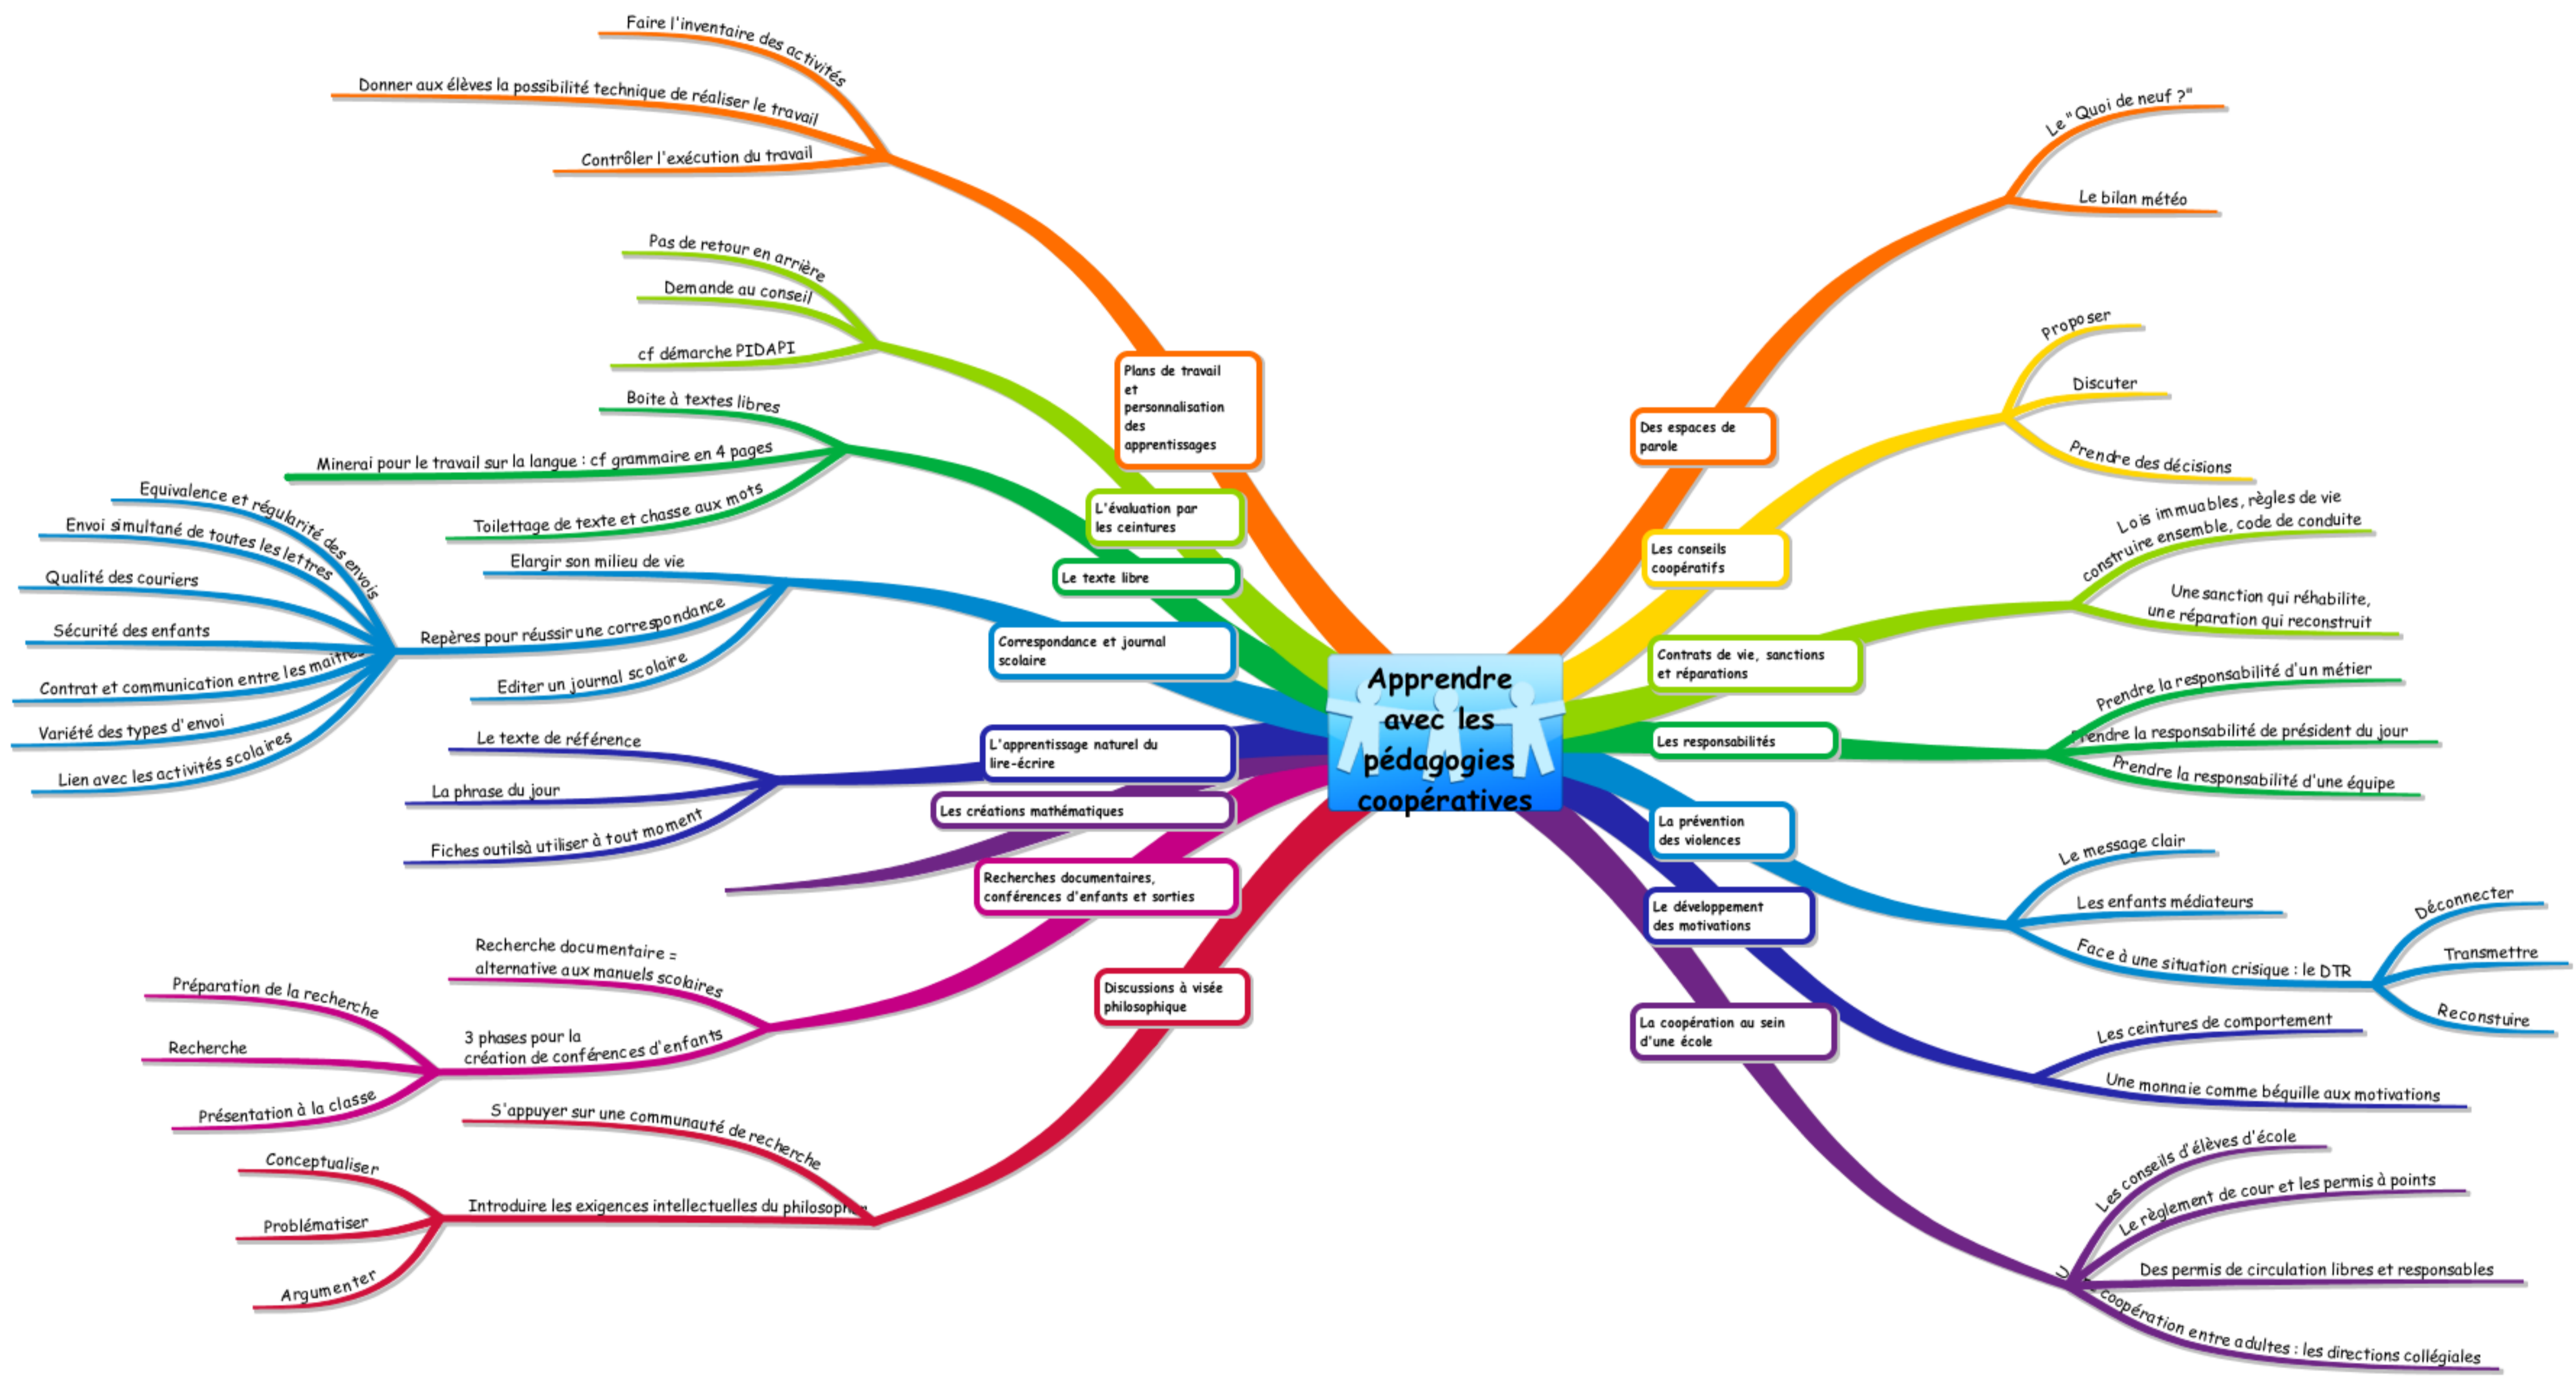 Apprendre
avec les
pédagogies
coopératives
Des espaces de
parole
Le "Quoi de neuf ?"
Le bilan météo
Les conseils
coopératifs
Proposer
Discuter
Prendre des décisions
Contrats de vie, sanctions
et réparations
Lois immuables, règles de vie
construire ensemble, code de conduite
Une sanction qui réhabilite,
une réparation qui reconstruit
Les responsabilités
Prendre la responsabilité d'un métier
Prendre la responsabilité de président du jour
Prendre la responsabilité d'une équipe
La prévention
des violences
Le message clair
Les enfants médiateurs
Face à une situation crisique : le DTR
Déconnecter
Transmettre
Reconstuire
Le développement
des motivations
Les ceintures de comportement
Une monnaie comme béquille aux motivations
La coopération au sein
d'une école
Les conseils d'élèves d'école
Le règlement de cour et les permis à points
Des permis de circulation libres et responsables
coopération entre adultes : les directions collégiales
Plans de travail
et
personnalisation
des
apprentissages
Faire l'inventaire des activités
Donner aux élèves la possibilité technique de réaliser le travail
Contrôler l'exécution du travail
L'évaluation par
les ceintures
Pas de retour en arrière
Demande au conseil
cf démarche PIDAPI
Le texte libre
Boite à textes libres
Minerai pour le travail sur la langue : cf grammaire en 4 pages
Toilettage de texte et chasse aux mots
Correspondance et journal
scolaire
Elargir son milieu de vie
Repères pour réussir une correspondance
Equivalence et régularité des envois
Envoi simultané de toutes les lettres
Qualité des couriers
Sécurité des enfants
Contrat et communication entre les maitres
Variété des types d'envoi
Lien avec les activités scolaires
Editer un journal scolaire
L'apprentissage naturel du
lire-écrire
Le texte de référence
La phrase du jour
Fiches outilsà utiliser à tout moment
Les créations mathématiques
Recherches documentaires,
conférences d'enfants et sorties
Recherche documentaire =
alternative aux manuels scolaires
3 phases pour la
création de conférences d'enfants
Préparation de la recherche
Recherche
Présentation à la classe
Discussions à visée
philosophique
S'appuyer sur une communauté de recherche
Introduire les exigences intellectuelles du philosopher
Conceptualiser
Problématiser
Argumenter